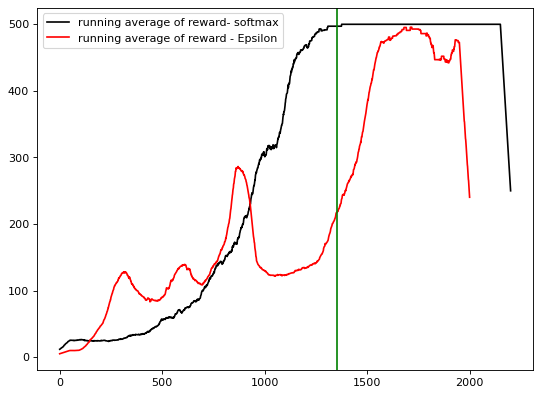 running average of reward- softmax
running average of reward - Epsilon
500
400
300
200
100
0
0 500 1000 1500 2000